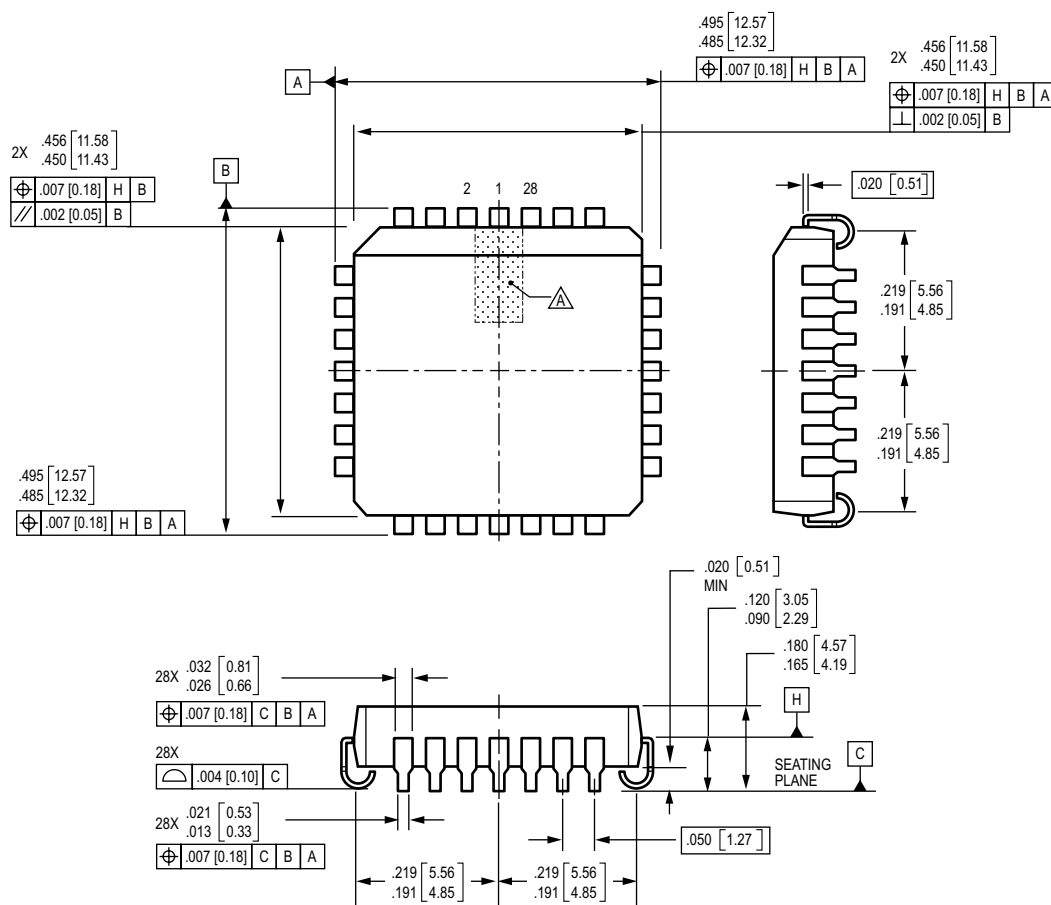 .495 [12.57]
.485 [12.32]
⌖ .007 [0.18] H B A
A
2X .456 [11.58]
.450 [11.43]
⌖ .007 [0.18] H B A
⊥ .002 [0.05] B
2X .456 [11.58]
.450 [11.43]
⌖ .007 [0.18] H B
// .002 [0.05] B
B
2 1 28
.020 [0.51]
A
.219 [5.56]
.191 [4.85]
.219 [5.56]
.191 [4.85]
.495 [12.57]
.485 [12.32]
⌖ .007 [0.18] H B A
.020 [0.51]
MIN
.120 [3.05]
.090 [2.29]
.180 [4.57]
.165 [4.19]
28X .032 [0.81]
.026 [0.66]
⌖ .007 [0.18] C B A
H
28X
⌓ .004 [0.10] C
SEATING
PLANE
C
28X .021 [0.53]
.013 [0.33]
⌖ .007 [0.18] C B A
.050 [1.27]
.219 [5.56]
.191 [4.85]
.219 [5.56]
.191 [4.85]